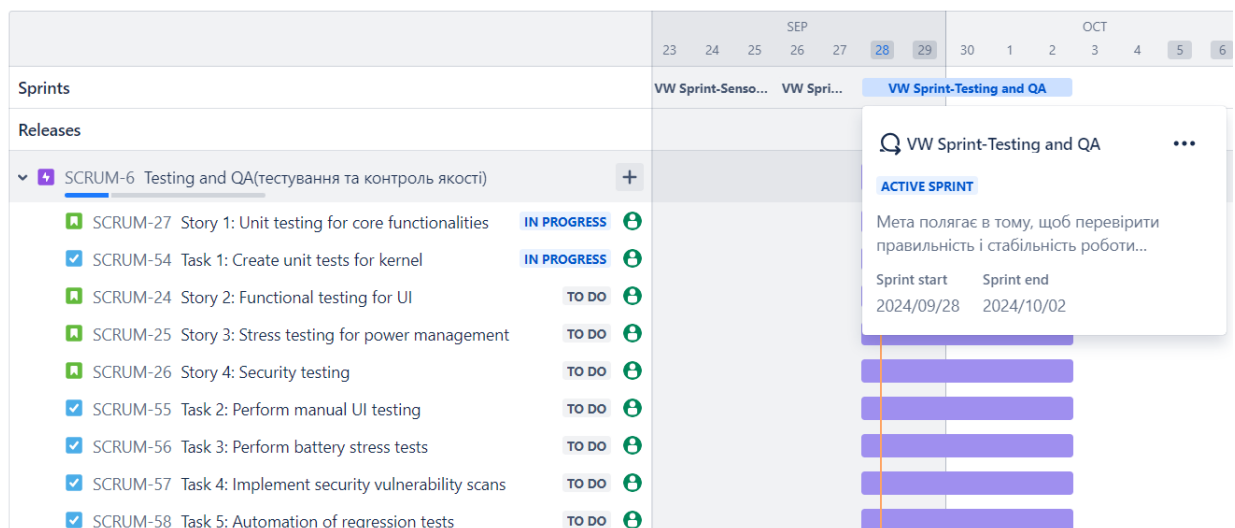 SEP OCT
23 24 25 26 27 28 29 30 1 2 3 4 5 6
Sprints VW Sprint-Senso... VW Spri... VW Sprint-Testing and QA
Releases
VW Sprint-Testing and QA
ACTIVE SPRINT
Мета полягає в тому, щоб перевірити
правильність і стабільність роботи...
Sprint start Sprint end
2024/09/28 2024/10/02
SCRUM-6 Testing and QA(тестування та контроль якості)
SCRUM-27 Story 1: Unit testing for core functionalities IN PROGRESS
SCRUM-54 Task 1: Create unit tests for kernel IN PROGRESS
SCRUM-24 Story 2: Functional testing for UI TO DO
SCRUM-25 Story 3: Stress testing for power management TO DO
SCRUM-26 Story 4: Security testing TO DO
SCRUM-55 Task 2: Perform manual UI testing TO DO
SCRUM-56 Task 3: Perform battery stress tests TO DO
SCRUM-57 Task 4: Implement security vulnerability scans TO DO
SCRUM-58 Task 5: Automation of regression tests TO DO